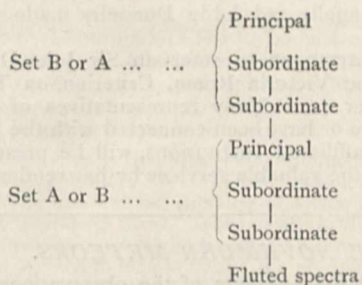 Principal
Set B or A ... ... Subordinate
Subordinate
Principal
Set A or B ... ... Subordinate
Subordinate
Fluted spectra